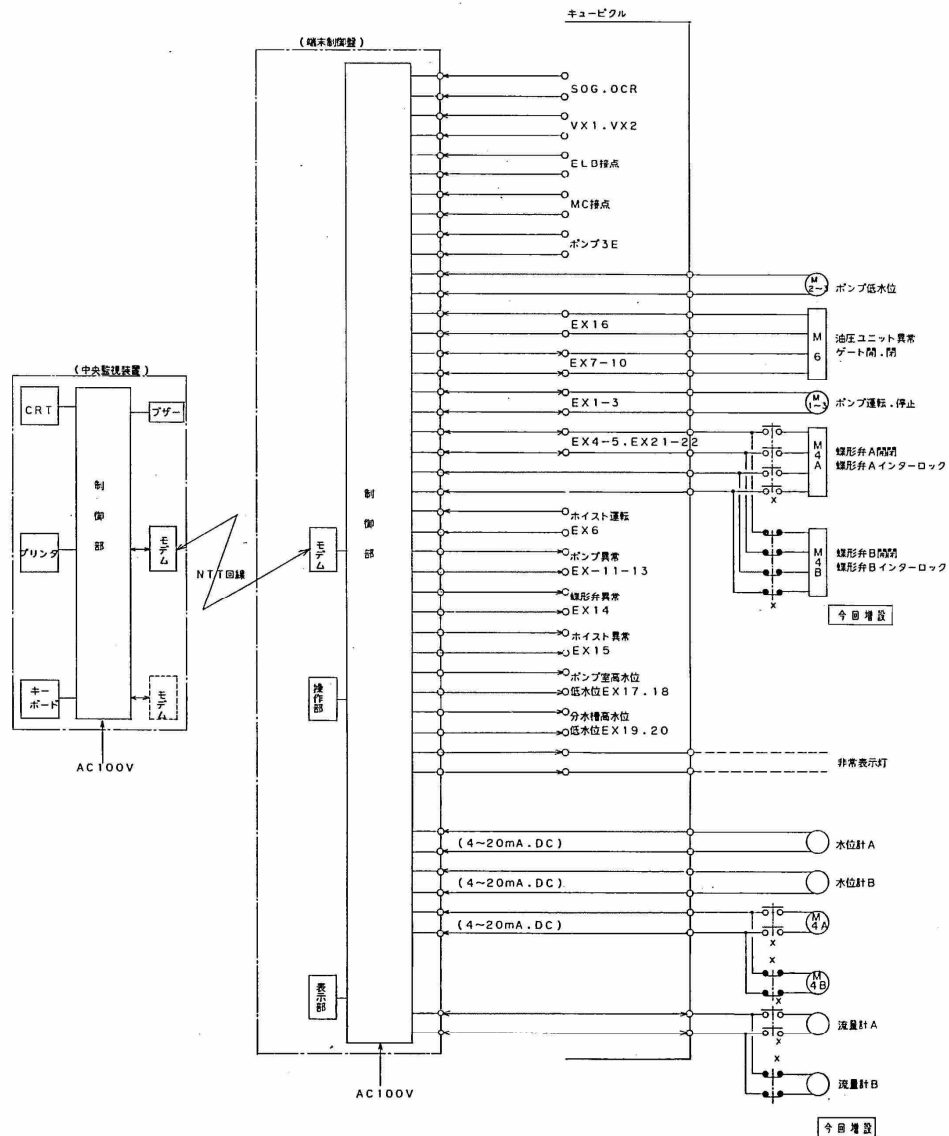 キュービクル
(端末制御盤)
SOG.OCR
VX1.VX2
ELB接点
MC接点
ポンプ3E
M
2~3
ポンプ低水位
EX16
EX7-10
M
6
油圧ユニット異常
ゲート開.閉
EX1-3
M
1~3
ポンプ運転.停止
EX4-5.EX21-22
M
4
A
蝶形弁A開閉
蝶形弁Aインターロック
x
ホイスト運転
EX6
ポンプ異常
EX-11-13
M
4
B
蝶形弁B開閉
蝶形弁Bインターロック
x
今回増設
蝶形弁異常
EX14
ホイスト異常
EX15
ポンプ室高水位
低水位EX17.18
分水槽高水位
低水位EX19.20
非常表示灯
(4~20mA.DC)
水位計A
(4~20mA.DC)
水位計B
(4~20mA.DC)
M
4A
x
x
M
4B
流量計A
x
x
流量計B
今回増設
制御部
モデム
操作部
表示部
AC100V
NTT回線
(中央監視装置)
CRT
ブザー
制御部
プリンタ
モデム
キーボード
モデム
AC100V